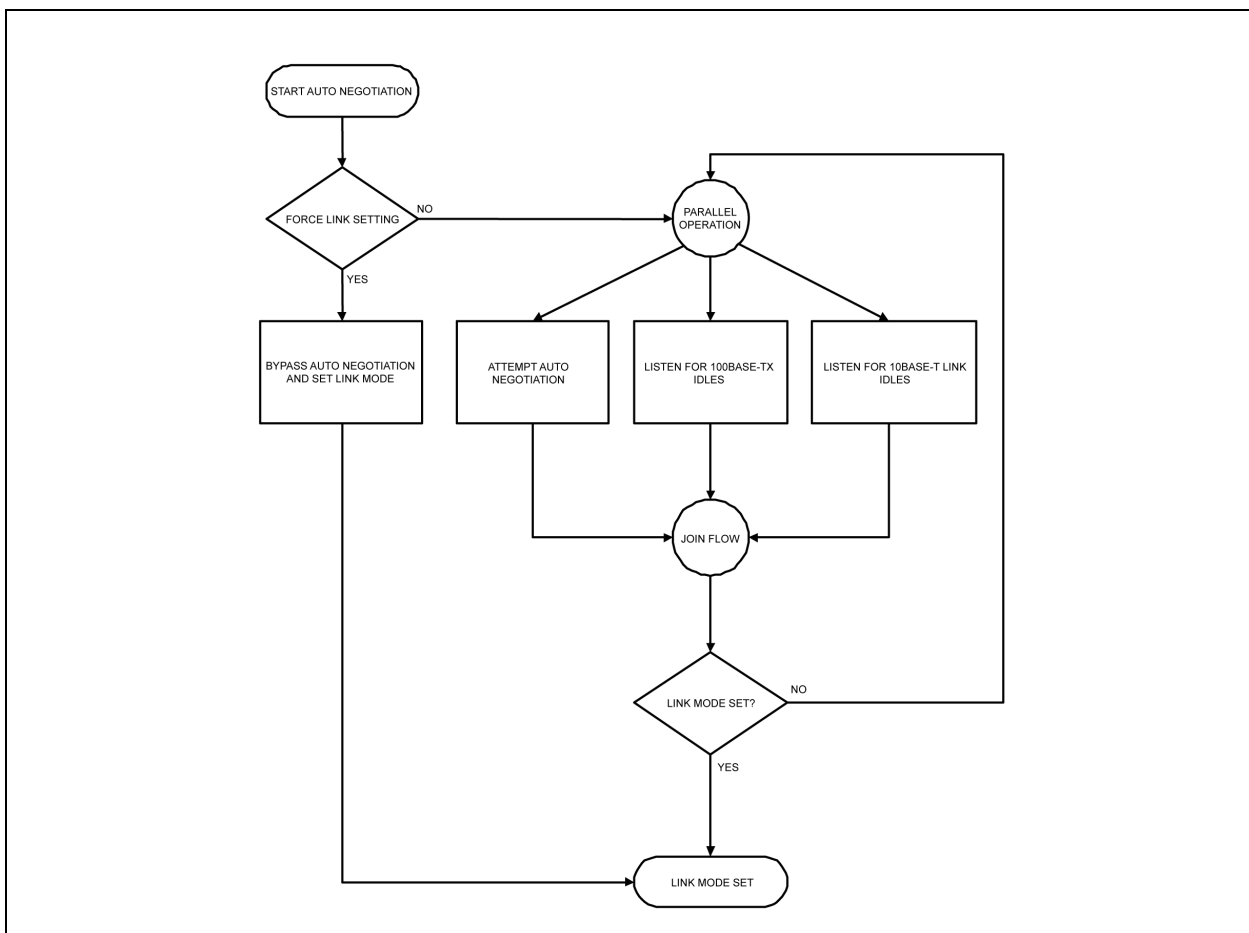 START AUTO NEGOTIATION
FORCE LINK SETTING
NO
PARALLEL
OPERATION
YES
BYPASS AUTO NEGOTIATION
AND SET LINK MODE
ATTEMPT AUTO
NEGOTIATION
LISTEN FOR 100BASE-TX
IDLES
LISTEN FOR 10BASE-T LINK
IDLES
JOIN FLOW
LINK MODE SET?
NO
YES
LINK MODE SET